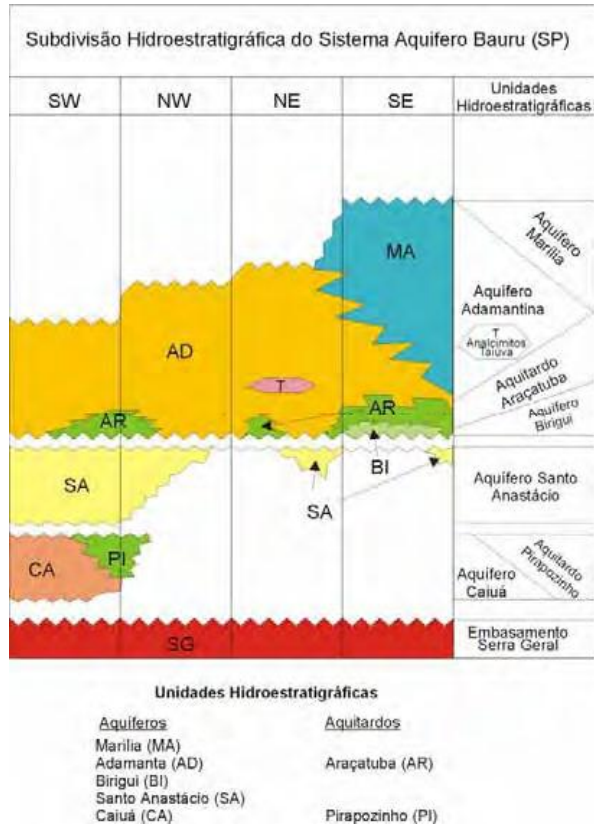 Subdivisão Hidroestratigráfica do Sistema Aquifero Bauru (SP)
SW NW NE SE Unidades
Hidroestratigráficas
MA
Aquífero
Marília
Aquífero
Adamantina
AD
T
T
Analcimitos
Taiuva
Aquitardo
Araçatuba
AR
AR
Aquífero
Birigui
BI
SA
SA
Aquífero Santo
Anastácio
CA
PI
Aquitardo
Pirapozinho
Aquífero
Caiuá
SG
Embasamento
Serra Geral
Unidades Hidroestratigráficas
Aquíferos Aquitardos
Marília (MA)
Adamanta (AD) Araçatuba (AR)
Birigui (BI)
Santo Anastácio (SA)
Caiuá (CA) Pirapozinho (PI)